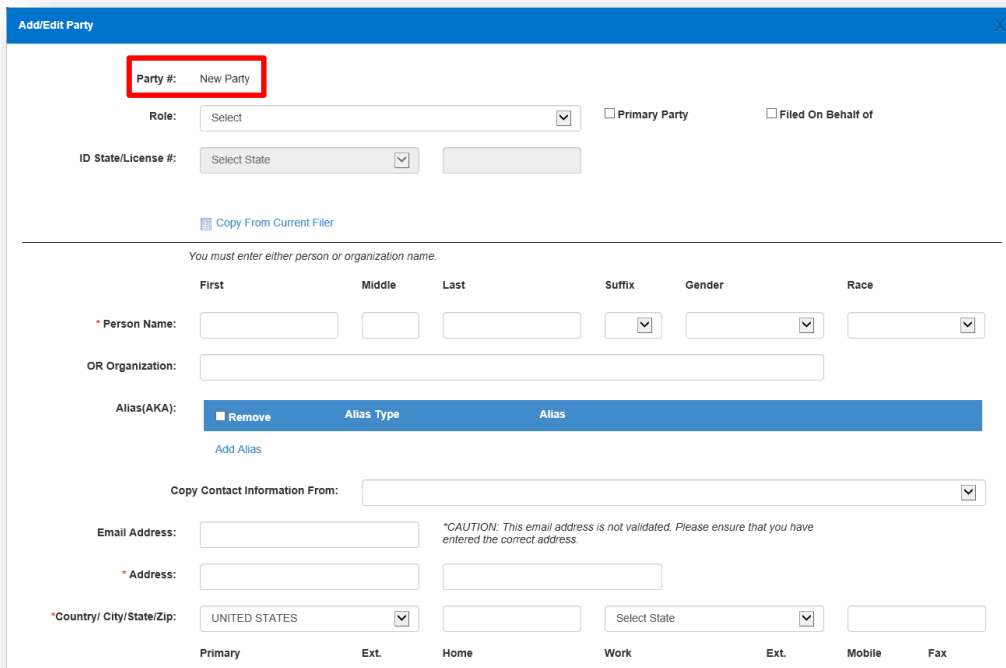 Add/Edit Party X
Party #: New Party
Role: Select Primary Party Filed On Behalf of
ID State/License #: Select State
Copy From Current Filer
You must enter either person or organization name.
First Middle Last Suffix Gender Race
* Person Name:
OR Organization:
Alias(AKA): Remove Alias Type Alias
Add Alias
Copy Contact Information From:
Email Address: *CAUTION: This email address is not validated. Please ensure that you have
entered the correct address.
* Address:
*Country/ City/State/Zip: UNITED STATES Select State
Primary Ext. Home Work Ext. Mobile Fax